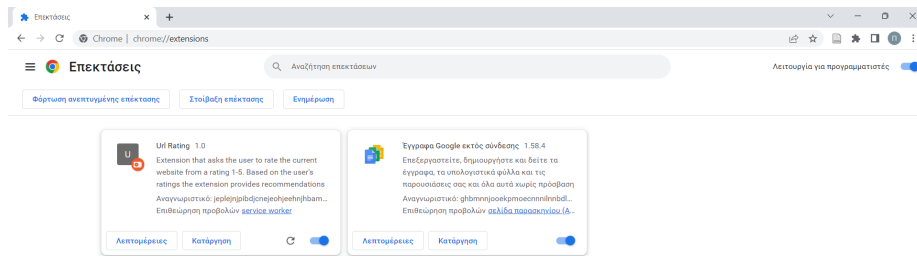 Επεκτάσεις
Chrome | chrome://extensions
Επεκτάσεις
Αναζήτηση επεκτάσεων
Λειτουργία για προγραμματιστές
Φόρτωση ανεπτυγμένης επέκτασης
Στοίβαξη επέκτασης
Ενημέρωση
U
Url Rating 1.0
Extension that asks the user to rate the current
website from a rating 1-5. Based on the user's
ratings the extension provides recommendations
Αναγνωριστικό: jeplejnjpibdjcnejeohjeehnjhbam...
Επιθεώρηση προβολών service worker
Λεπτομέρειες
Κατάργηση
Έγγραφα Google εκτός σύνδεσης 1.58.4
Επεξεργαστείτε, δημιουργήστε και δείτε τα
έγγραφα, τα υπολογιστικά φύλλα και τις
παρουσιάσεις σας και όλα αυτά χωρίς πρόσβαση
Αναγνωριστικό: ghbmnnjooekpmoecnnnilnnbdl...
Επιθεώρηση προβολών σελίδα παρασκηνίου (Α...
Λεπτομέρειες
Κατάργηση